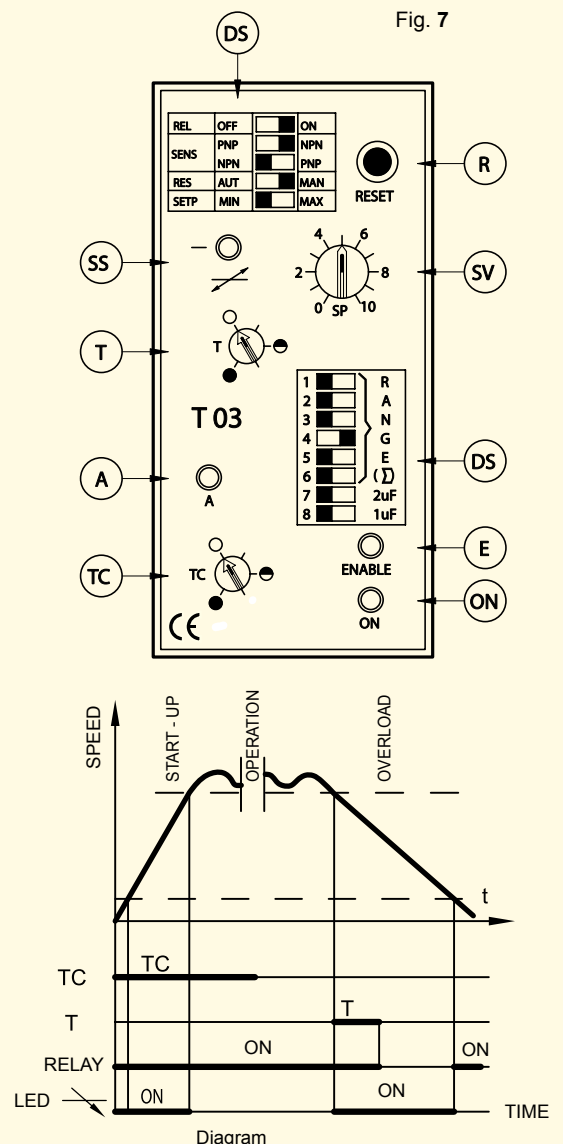 Fig. 7
DS
REL OFF ON
SENS PNP NPN
NPN PNP
RES AUT MAN
SETP MIN MAX
RESET
R
SS
4 6
2 8
0 SP 10
SV
T
T
T 03
1 R
2 A
3 N
4 G
5 E
6 (Σ)
7 2uF
8 1uF
DS
A
A
ENABLE
E
TC
TC
ON
ON
CE
SPEED
START - UP
OPERATION
OVERLOAD
t
TC TC
T T
RELAY ON ON
LED ON ON
TIME
Diagram